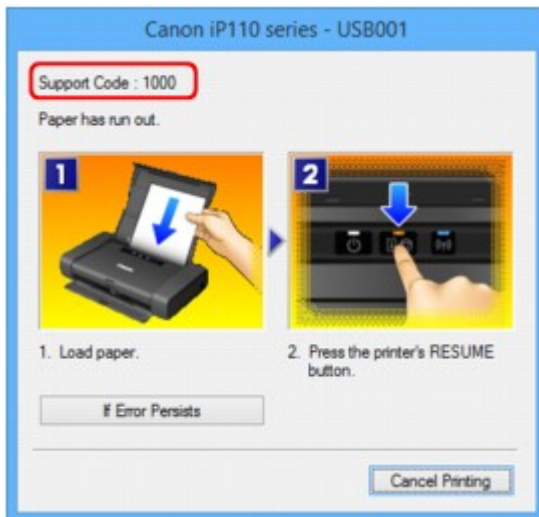 Canon iP110 series - USB001
Support Code : 1000
Paper has run out.
1
2
1. Load paper.
2. Press the printer's RESUME
button.
If Error Persists
Cancel Printing